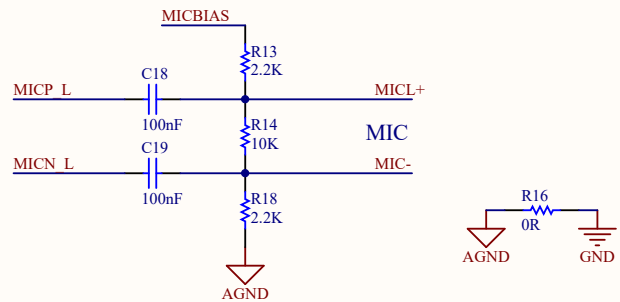 MICBIAS
R13
2.2K
C18
MICP_L
MICL+
100nF
R14
10K
MIC
C19
MICN_L
MIC-
100nF
R18
2.2K
R16
0R
AGND
GND
AGND